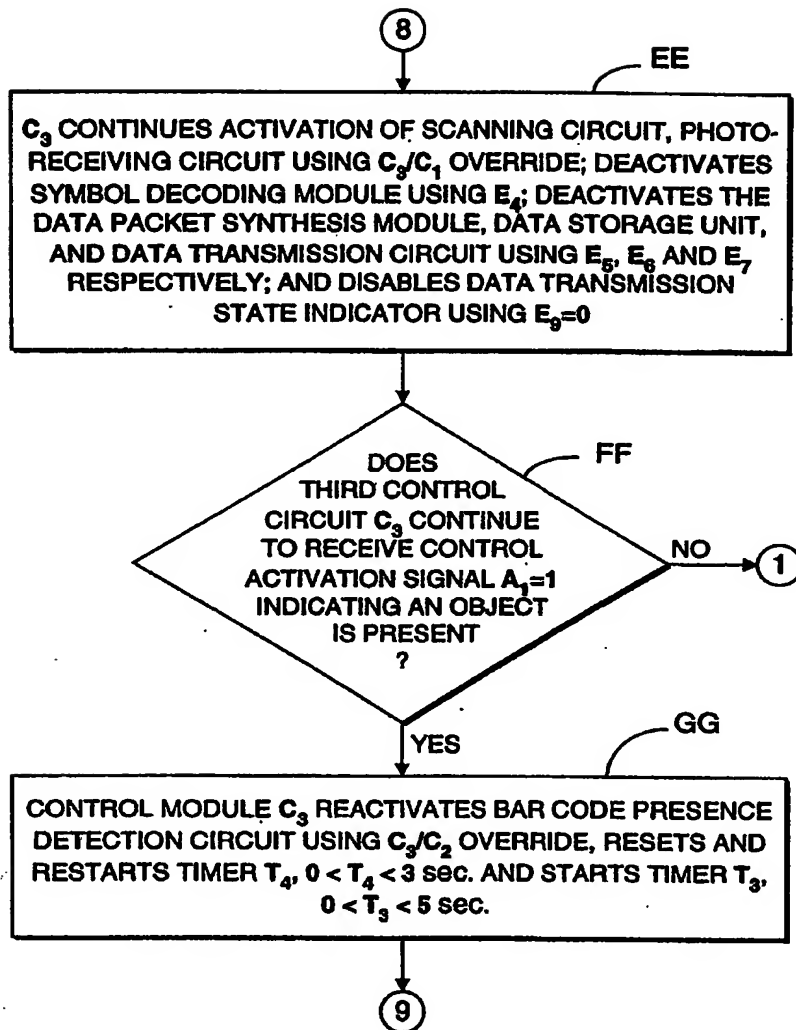 8
EE
C₃ CONTINUES ACTIVATION OF SCANNING CIRCUIT, PHOTO-
RECEIVING CIRCUIT USING C₃/C₁ OVERRIDE; DEACTIVATES
SYMBOL DECODING MODULE USING E₄; DEACTIVATES THE
DATA PACKET SYNTHESIS MODULE, DATA STORAGE UNIT,
AND DATA TRANSMISSION CIRCUIT USING E₅, E₆ AND E₇
RESPECTIVELY; AND DISABLES DATA TRANSMISSION
STATE INDICATOR USING E₉=0
FF
DOES
THIRD CONTROL
CIRCUIT C₃ CONTINUE
TO RECEIVE CONTROL
ACTIVATION SIGNAL A₁=1
INDICATING AN OBJECT
IS PRESENT
?
NO
1
YES
GG
CONTROL MODULE C₃ REACTIVATES BAR CODE PRESENCE
DETECTION CIRCUIT USING C₃/C₂ OVERRIDE, RESETS AND
RESTARTS TIMER T₄, 0 < T₄ < 3 SEC. AND STARTS TIMER T₃,
0 < T₃ < 5 SEC.
9